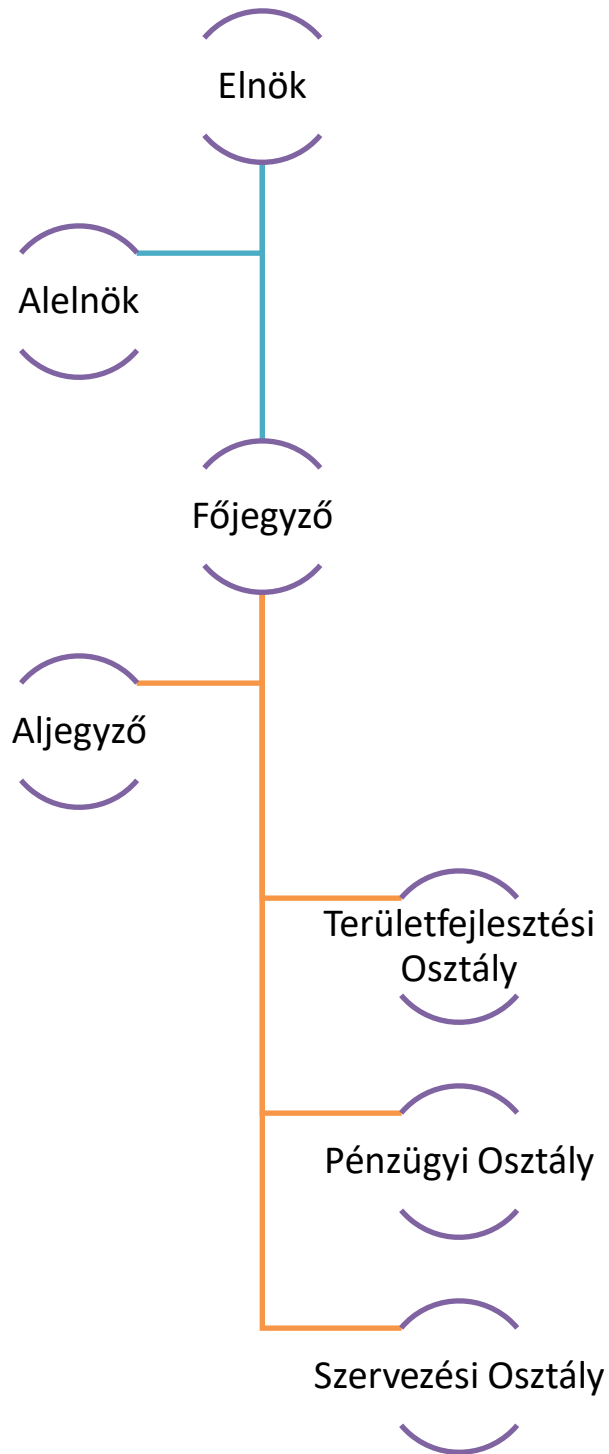 Elnök
Alelnök
Főjegyző
Aljegyző
Területfejlesztési
Osztály
Pénzügyi Osztály
Szervezési Osztály